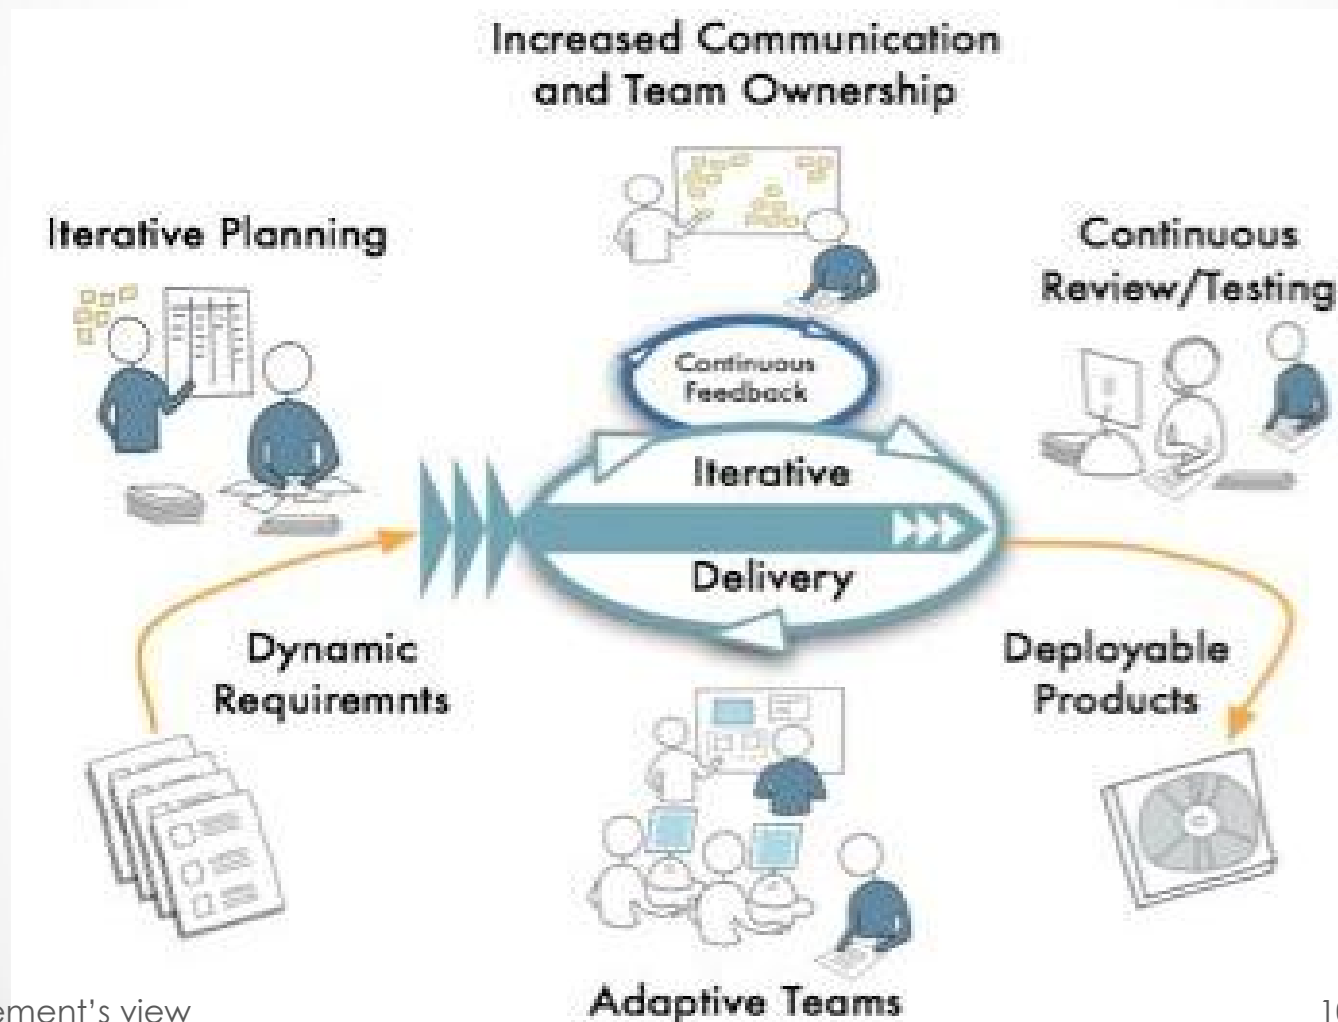 Increased Communication
and Team Ownership
Iterative Planning
Continuous
Review/Testing
Continuous
Feedback
Iterative
Delivery
Dynamic
Requiremnts
Deployable
Products
Adaptive Teams
ement's view